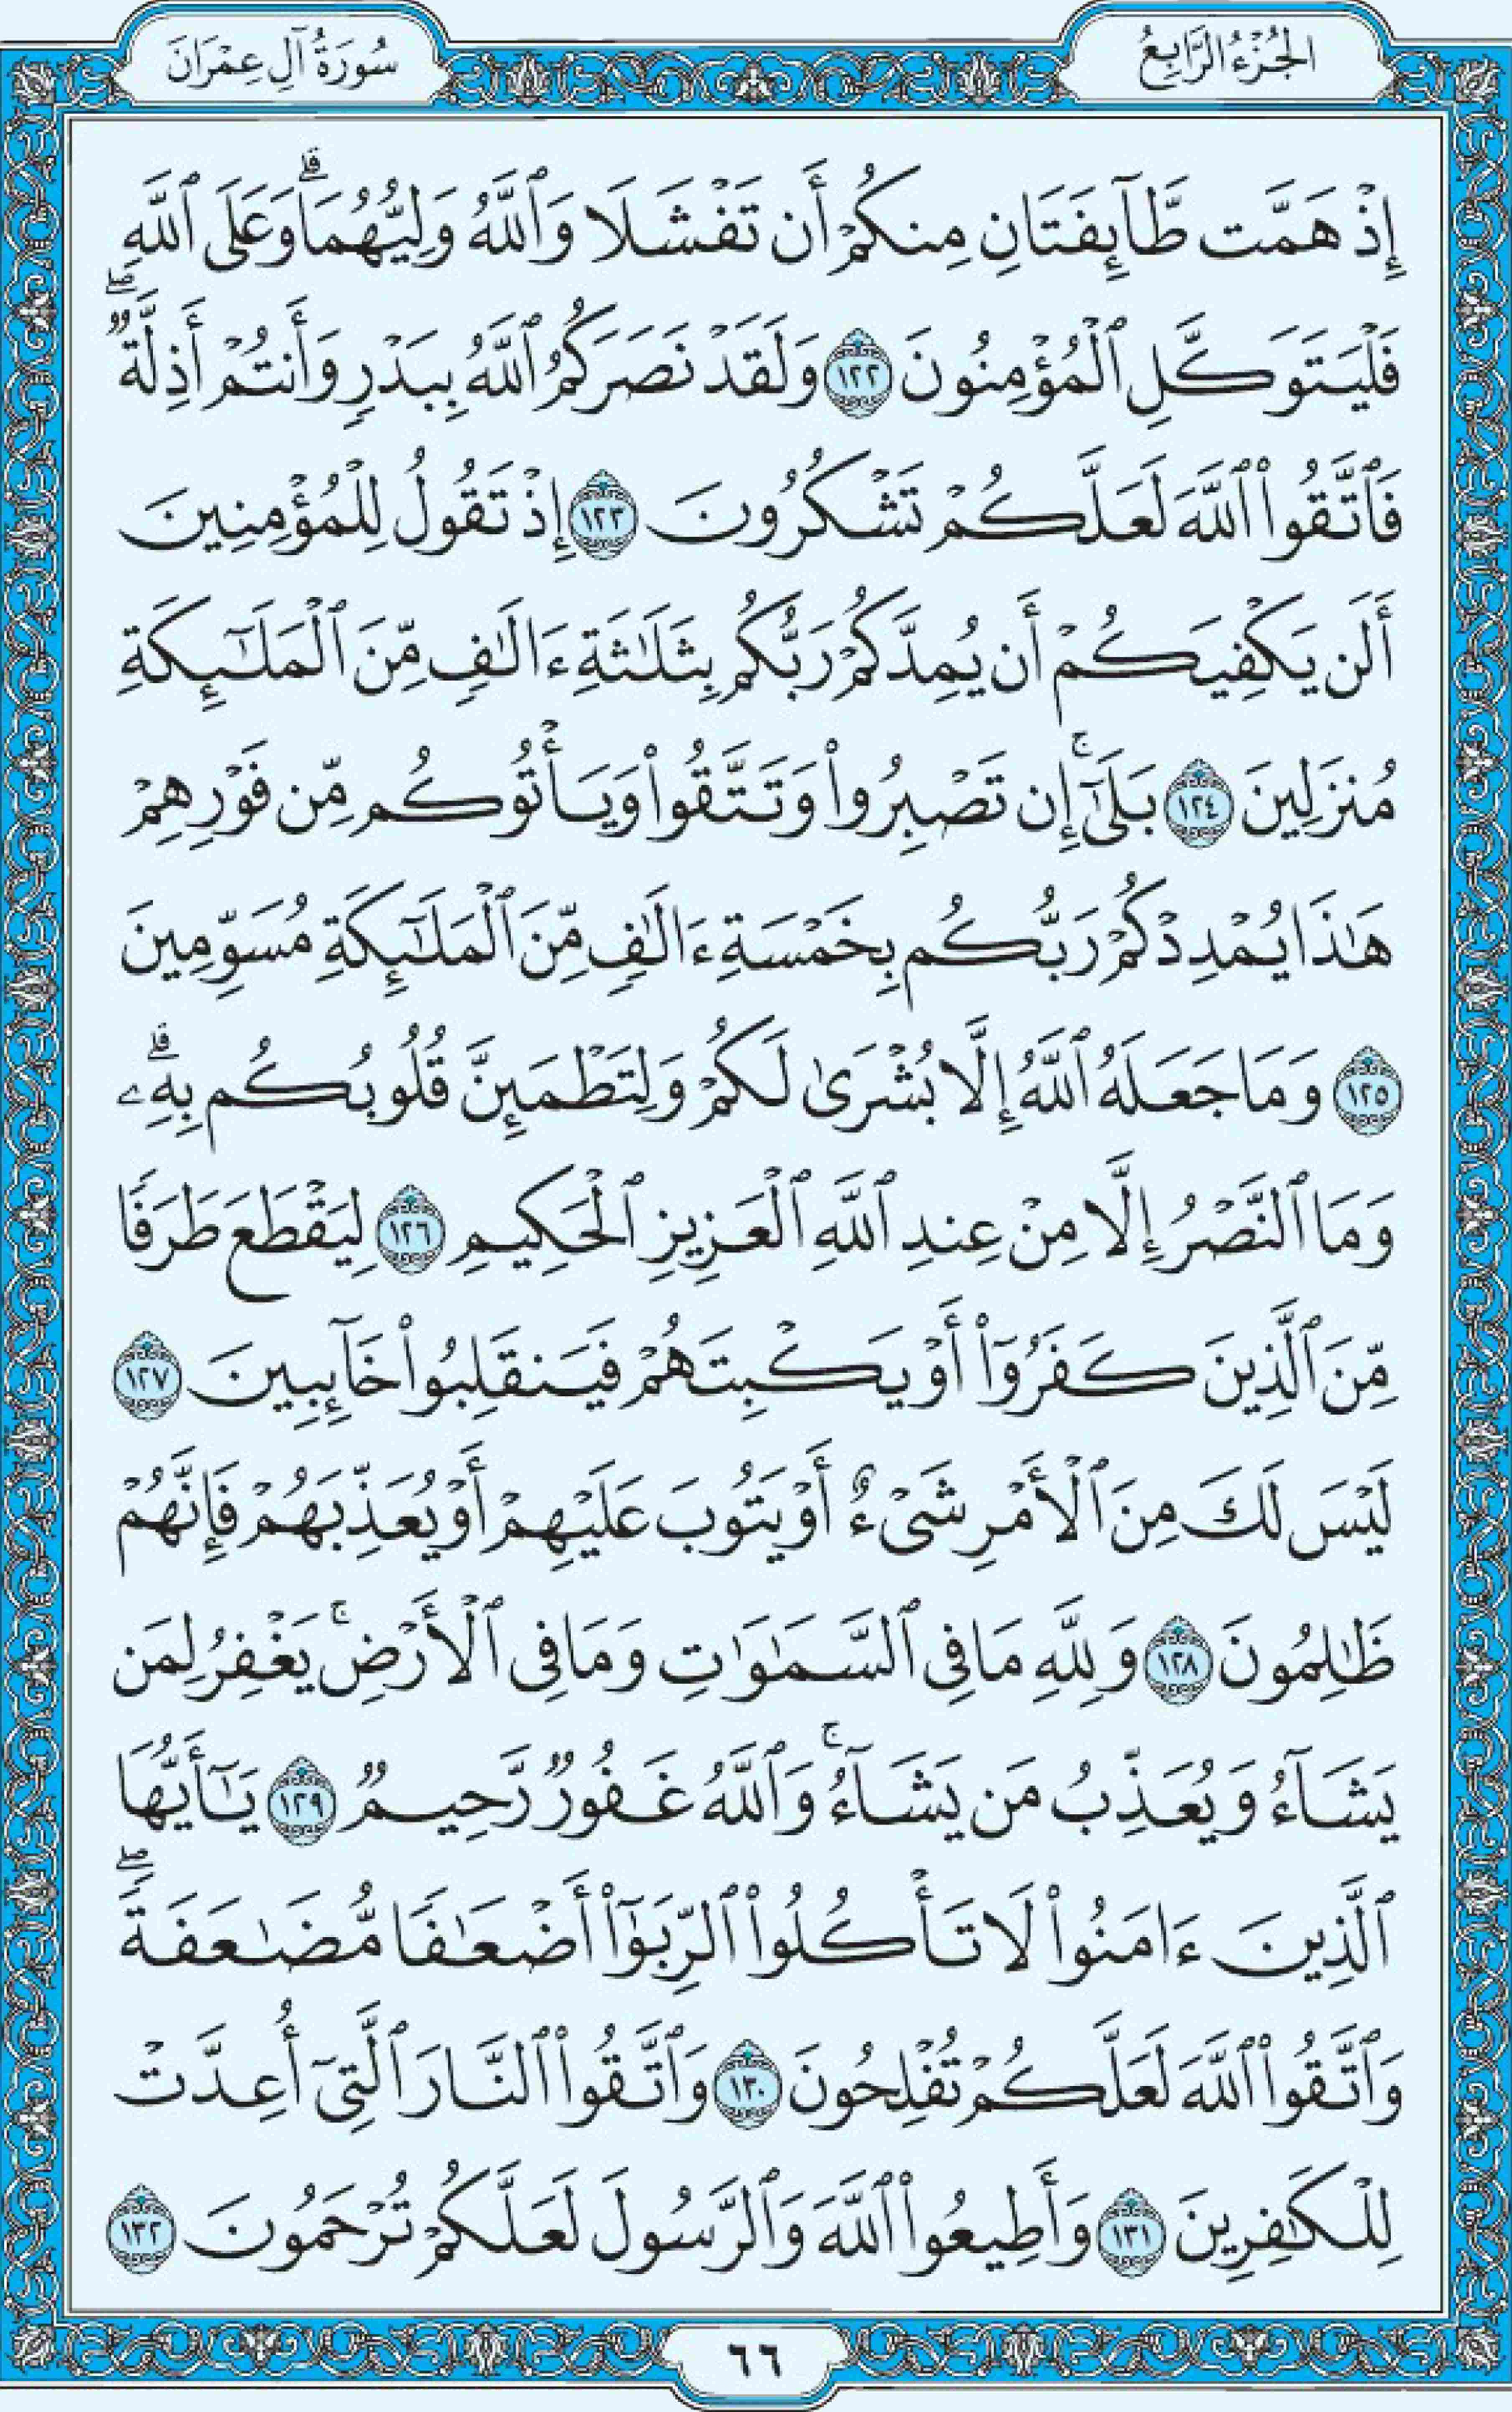 الجُزْءُ الرَّابِعُ
سُورَةُ آلِ عِمْرَانَ
إِذْ هَمَّت طَّآئِفَتَانِ مِنكُمْ أَن تَفْشَلَا وَٱللَّهُ وَلِيُّهُمَاۗ وَعَلَى ٱللَّهِ
فَلْيَتَوَكَّلِ ٱلْمُؤْمِنُونَ ١٢٢ وَلَقَدْ نَصَرَكُمُ ٱللَّهُ بِبَدْرٍ وَأَنتُمْ أَذِلَّةٌۖ
فَٱتَّقُوا۟ ٱللَّهَ لَعَلَّكُمْ تَشْكُرُونَ ١٢٣ إِذْ تَقُولُ لِلْمُؤْمِنِينَ
أَلَن يَكْفِيَكُمْ أَن يُمِدَّكُمْ رَبُّكُم بِثَلَٰثَةِ ءَالَٰفٍ مِّنَ ٱلْمَلَٰٓئِكَةِ
مُنزَلِينَ ١٢٤ بَلَىٰٓۚ إِن تَصْبِرُوا۟ وَتَتَّقُوا۟ وَيَأْتُوكُم مِّن فَوْرِهِمْ
هَٰذَا يُمْدِدْكُمْ رَبُّكُم بِخَمْسَةِ ءَالَٰفٍ مِّنَ ٱلْمَلَٰٓئِكَةِ مُسَوِّمِينَ
١٢٥ وَمَا جَعَلَهُ ٱللَّهُ إِلَّا بُشْرَىٰ لَكُمْ وَلِتَطْمَئِنَّ قُلُوبُكُم بِهِۦۗ
وَمَا ٱلنَّصْرُ إِلَّا مِنْ عِندِ ٱللَّهِ ٱلْعَزِيزِ ٱلْحَكِيمِ ١٢٦ لِيَقْطَعَ طَرَفًا
مِّنَ ٱلَّذِينَ كَفَرُوٓا۟ أَوْ يَكْبِتَهُمْ فَيَنقَلِبُوا۟ خَآئِبِينَ ١٢٧
لَيْسَ لَكَ مِنَ ٱلْأَمْرِ شَىْءٌ أَوْ يَتُوبَ عَلَيْهِمْ أَوْ يُعَذِّبَهُمْ فَإِنَّهُمْ
ظَٰلِمُونَ ١٢٨ وَلِلَّهِ مَا فِى ٱلسَّمَٰوَٰتِ وَمَا فِى ٱلْأَرْضِۚ يَغْفِرُ لِمَن
يَشَآءُ وَيُعَذِّبُ مَن يَشَآءُۚ وَٱللَّهُ غَفُورٌ رَّحِيمٌ ١٢٩ يَٰٓأَيُّهَا
ٱلَّذِينَ ءَامَنُوا۟ لَا تَأْكُلُوا۟ ٱلرِّبَوٰٓا۟ أَضْعَٰفًا مُّضَٰعَفَةًۖ
وَٱتَّقُوا۟ ٱللَّهَ لَعَلَّكُمْ تُفْلِحُونَ ١٣٠ وَٱتَّقُوا۟ ٱلنَّارَ ٱلَّتِىٓ أُعِدَّتْ
لِلْكَٰفِرِينَ ١٣١ وَأَطِيعُوا۟ ٱللَّهَ وَٱلرَّسُولَ لَعَلَّكُمْ تُرْحَمُونَ ١٣٢
٦٦